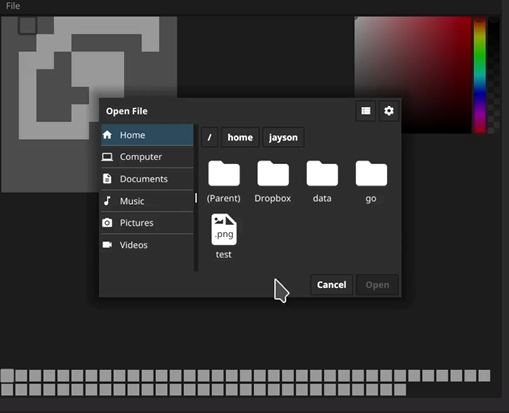 File
Open File
Home
Computer
Documents
Music
Pictures
Videos
/ home jayson
(Parent) Dropbox data go
.png
test
Cancel Open